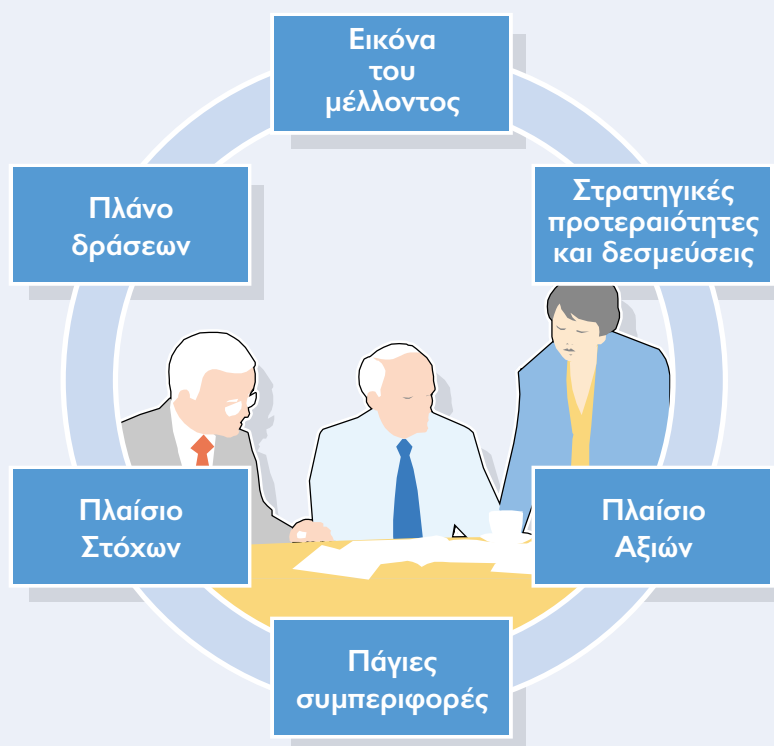 Εικόνα
του
μέλλοντος
Πλάνο
δράσεων
Στρατηγικές
προτεραιότητες
και δεσμεύσεις
Πλαίσιο
Στόχων
Πλαίσιο
Αξιών
Πάγιες
συμπεριφορές